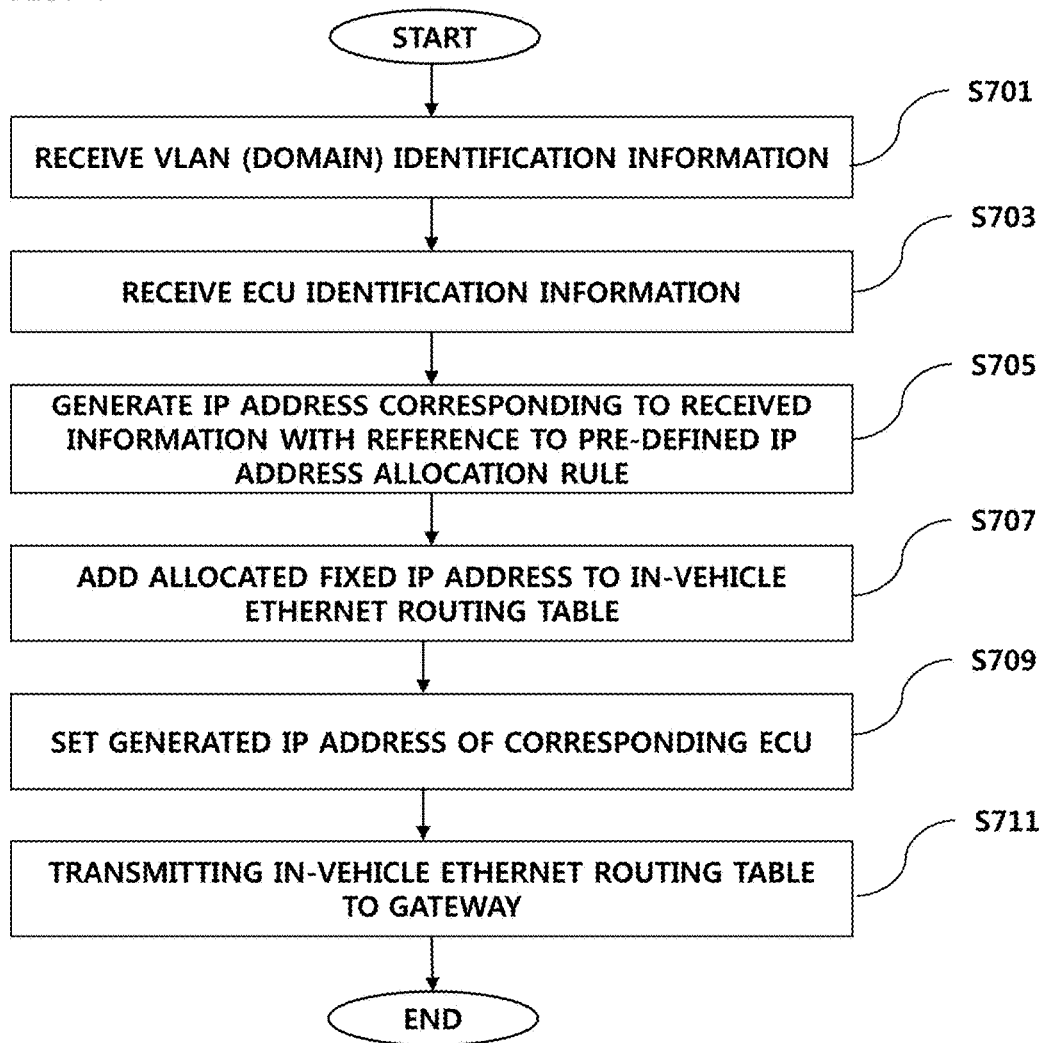 START
S701
RECEIVE VLAN (DOMAIN) IDENTIFICATION INFORMATION
S703
RECEIVE ECU IDENTIFICATION INFORMATION
S705
GENERATE IP ADDRESS CORRESPONDING TO RECEIVED
INFORMATION WITH REFERENCE TO PRE-DEFINED IP
ADDRESS ALLOCATION RULE
S707
ADD ALLOCATED FIXED IP ADDRESS TO IN-VEHICLE
ETHERNET ROUTING TABLE
S709
SET GENERATED IP ADDRESS OF CORRESPONDING ECU
S711
TRANSMITTING IN-VEHICLE ETHERNET ROUTING TABLE
TO GATEWAY
END